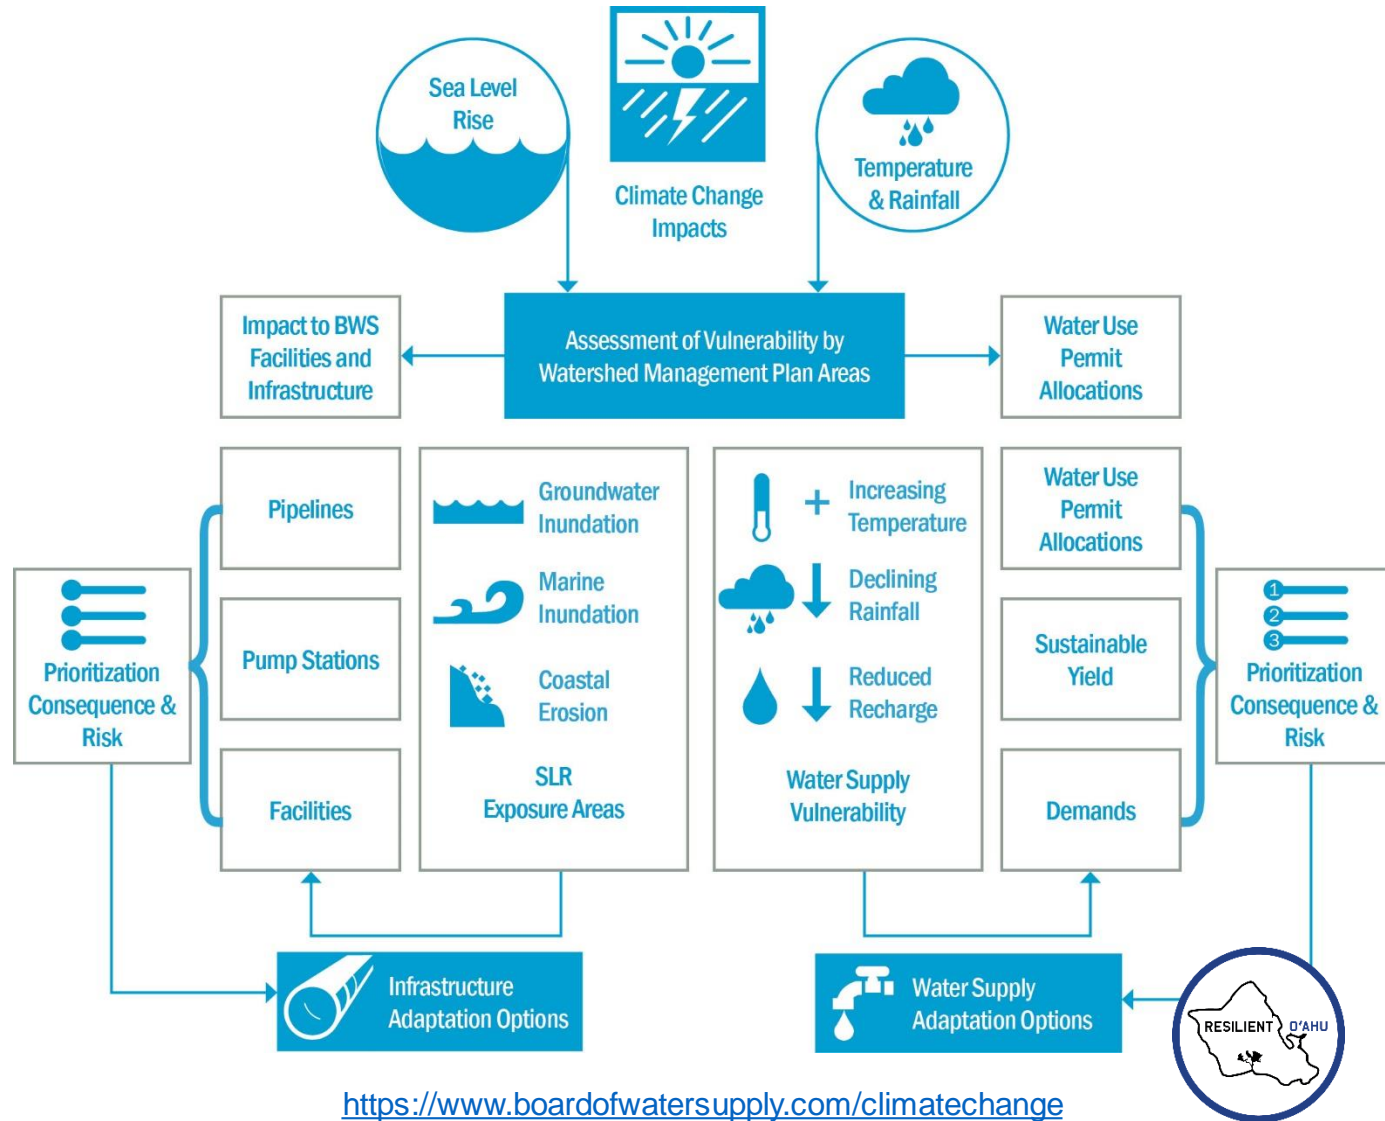 Sea Level
Rise
Climate Change
Impacts
Temperature
& Rainfall
Impact to BWS
Facilities and
Infrastructure
Assessment of Vulnerability by
Watershed Management Plan Areas
Water Use
Permit
Allocations
Prioritization
Consequence &
Risk
Pipelines
Pump Stations
Facilities
Groundwater
Inundation
Marine
Inundation
Coastal
Erosion
SLR
Exposure Areas
+ Increasing
Temperature
Declining
Rainfall
Reduced
Recharge
Water Supply
Vulnerability
Water Use
Permit
Allocations
Sustainable
Yield
Demands
1
2
3
Prioritization
Consequence &
Risk
Infrastructure
Adaptation Options
Water Supply
Adaptation Options
RESILIENT O'AHU
https://www.boardofwatersupply.com/climatechange